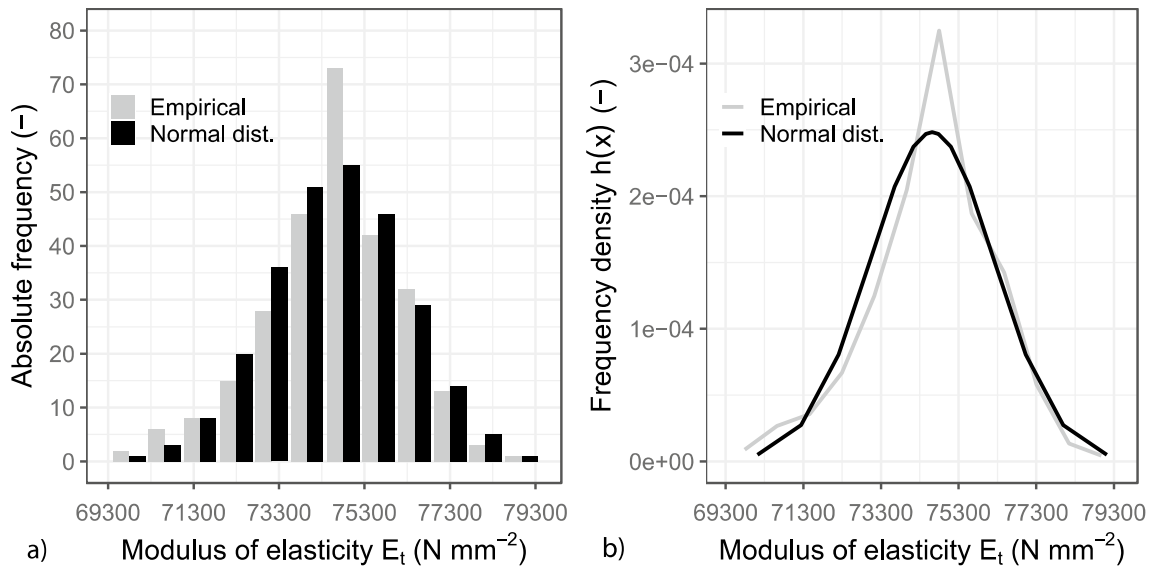 80
70
60
50
40
30
20
10
0
Absolute frequency (−)
Empirical
Normal dist.
69300 71300 73300 75300 77300 79300
a) Modulus of elasticity Eₜ (N mm⁻²)
3e−04
2e−04
1e−04
0e+00
Frequency density h(x) (−)
Empirical
Normal dist.
69300 71300 73300 75300 77300 79300
b) Modulus of elasticity Eₜ (N mm⁻²)